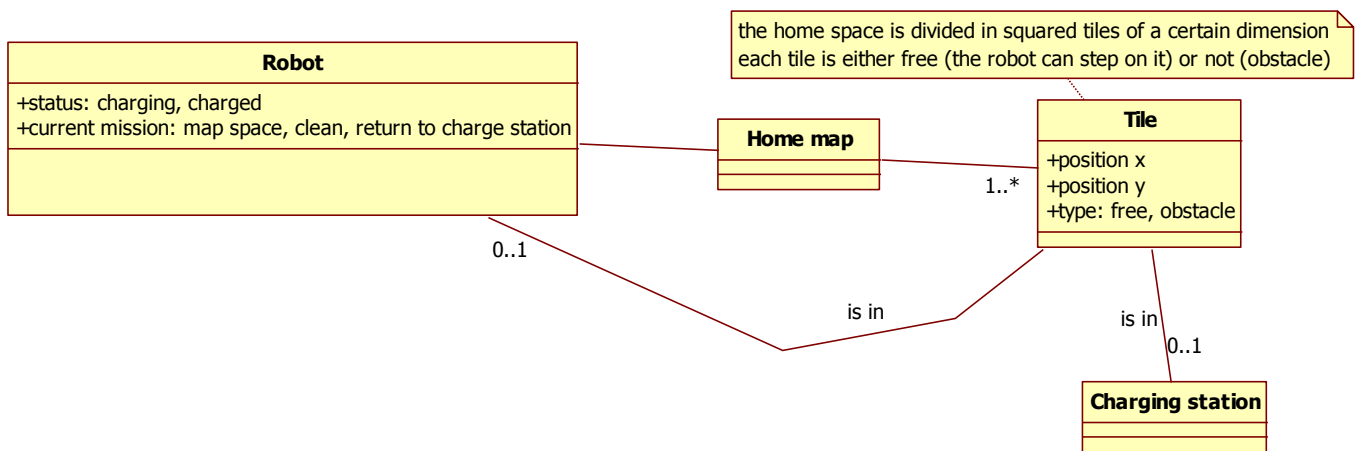 the home space is divided in squared tiles of a certain dimension
each tile is either free (the robot can step on it) or not (obstacle)
Robot
+status: charging, charged
+current mission: map space, clean, return to charge station
Home map
Tile
+position x
+position y
+type: free, obstacle
1..*
0..1
is in
is in
0..1
Charging station